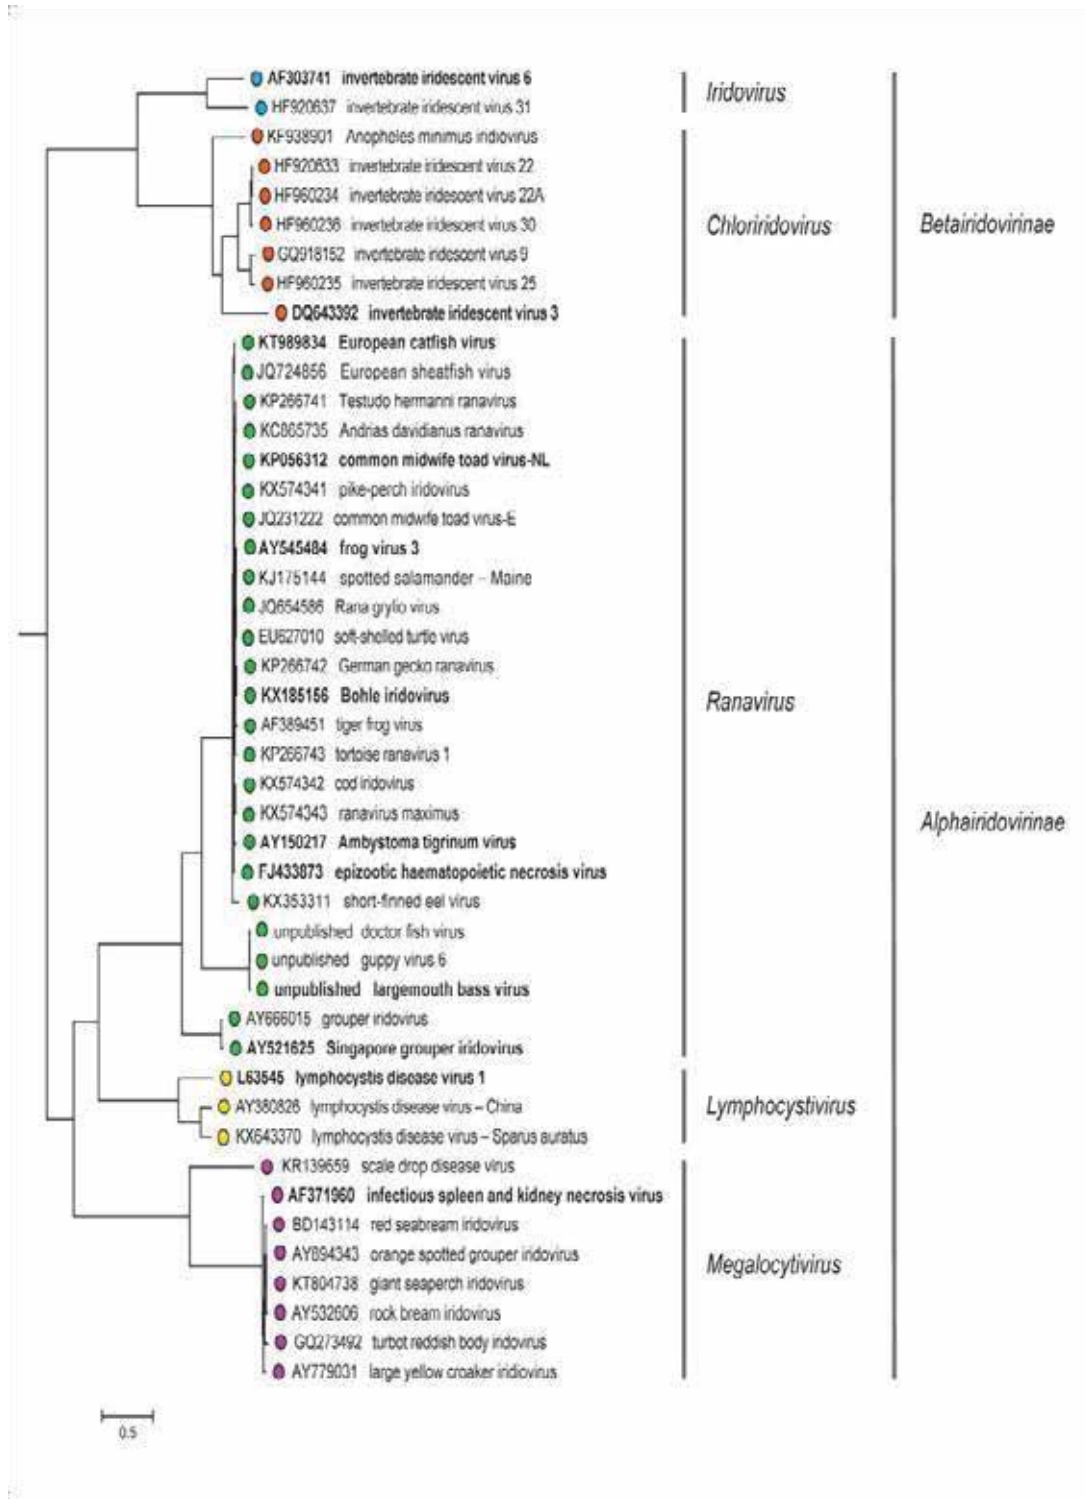 AF303741 invertebrate iridescent virus 6
HF920637 invertebrate iridescent virus 31
Iridovirus
KF938901 Anopheles minimus iridiovirus
HF920633 invertebrate iridescent virus 22
HF960234 invertebrate iridescent virus 22A
HF960236 invertebrate iridescent virus 30
GQ918152 invertebrate iridescent virus 9
HF960235 invertebrate iridescent virus 25
DQ643392 invertebrate iridescent virus 3
Chloriridovirus
Betairidovirinae
KT989834 European catfish virus
JQ724856 European sheatfish virus
KP266741 Testudo hermanni ranavirus
KC865735 Andrias davidianus ranavirus
KP056312 common midwife toad virus-NL
KX574341 pike-perch iridovirus
JQ231222 common midwife toad virus-E
AY545484 frog virus 3
KJ175144 spotted salamander – Maine
JQ654586 Rana grylio virus
EU627010 soft-shelled turtle virus
KP266742 German gecko ranavirus
KX185156 Bohle iridovirus
AF389451 tiger frog virus
KP266743 tortoise ranavirus 1
KX574342 cod iridovirus
KX574343 ranavirus maximus
AY150217 Ambystoma tigrinum virus
FJ433873 epizootic haematopoietic necrosis virus
KX353311 short-finned eel virus
unpublished doctor fish virus
unpublished guppy virus 6
unpublished largemouth bass virus
AY666015 grouper iridovirus
AY521625 Singapore grouper iridovirus
Ranavirus
L63545 lymphocystis disease virus 1
AY380826 lymphocystis disease virus – China
KX643370 lymphocystis disease virus – Sparus auratus
Lymphocystivirus
KR139659 scale drop disease virus
AF371960 infectious spleen and kidney necrosis virus
BD143114 red seabream iridovirus
AY894343 orange spotted grouper iridovirus
KT804738 giant seaperch iridovirus
AY532606 rock bream iridovirus
GQ273492 turbot reddish body iridovirus
AY779031 large yellow croaker iridiovirus
Megalocytivirus
Alphairidovirinae
0.5